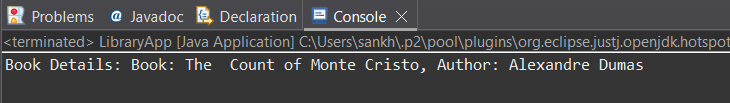 Problems @ Javadoc Declaration Console
<terminated> LibraryApp [Java Application] C:\Users\sankh\.p2\pool\plugins\org.eclipse.justj.openjdk.hotspot
Book Details: Book: The  Count of Monte Cristo, Author: Alexandre Dumas